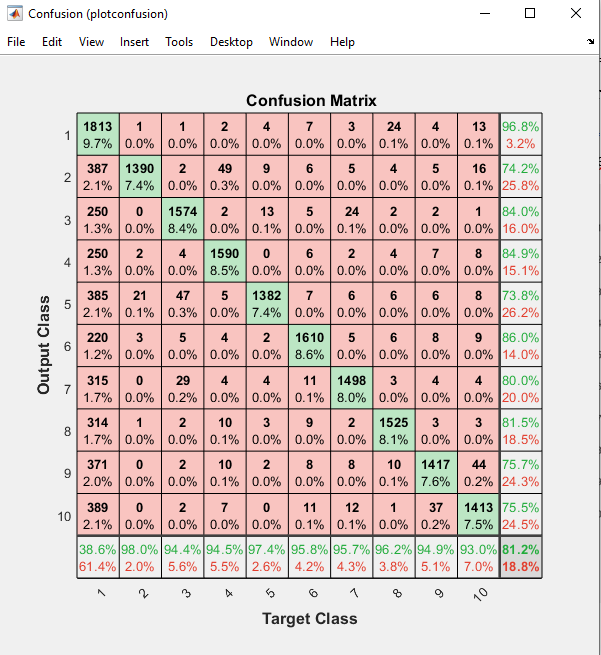 Confusion (plotconfusion)
File Edit View Insert Tools Desktop Window Help
Confusion Matrix
1 1813 1 1 2 4 7 3 24 4 13 96.8%
9.7% 0.0% 0.0% 0.0% 0.0% 0.0% 0.0% 0.1% 0.0% 0.1% 3.2%
2 387 1390 2 49 9 6 5 4 5 16 74.2%
2.1% 7.4% 0.0% 0.3% 0.0% 0.0% 0.0% 0.0% 0.0% 0.1% 25.8%
3 250 0 1574 2 13 5 24 2 2 1 84.0%
1.3% 0.0% 8.4% 0.0% 0.1% 0.0% 0.1% 0.0% 0.0% 0.0% 16.0%
4 250 2 4 1590 0 6 2 4 7 8 84.9%
1.3% 0.0% 0.0% 8.5% 0.0% 0.0% 0.0% 0.0% 0.0% 0.0% 15.1%
5 385 21 47 5 1382 7 6 6 6 8 73.8%
2.1% 0.1% 0.3% 0.0% 7.4% 0.0% 0.0% 0.0% 0.0% 0.0% 26.2%
6 220 3 5 4 2 1610 5 6 8 9 86.0%
1.2% 0.0% 0.0% 0.0% 0.0% 8.6% 0.0% 0.0% 0.0% 0.0% 14.0%
7 315 0 29 4 4 11 1498 3 4 4 80.0%
1.7% 0.0% 0.2% 0.0% 0.0% 0.1% 8.0% 0.0% 0.0% 0.0% 20.0%
8 314 1 2 10 3 9 2 1525 3 3 81.5%
1.7% 0.0% 0.0% 0.1% 0.0% 0.0% 0.0% 8.1% 0.0% 0.0% 18.5%
9 371 0 2 10 2 8 8 10 1417 44 75.7%
2.0% 0.0% 0.0% 0.1% 0.0% 0.0% 0.0% 0.1% 7.6% 0.2% 24.3%
10 389 0 2 7 0 11 12 1 37 1413 75.5%
2.1% 0.0% 0.0% 0.0% 0.0% 0.1% 0.1% 0.0% 0.2% 7.5% 24.5%
38.6% 98.0% 94.4% 94.5% 97.4% 95.8% 95.7% 96.2% 94.9% 93.0% 81.2%
61.4% 2.0% 5.6% 5.5% 2.6% 4.2% 4.3% 3.8% 5.1% 7.0% 18.8%
1 2 3 4 5 6 7 8 9 10
Target Class
Output Class